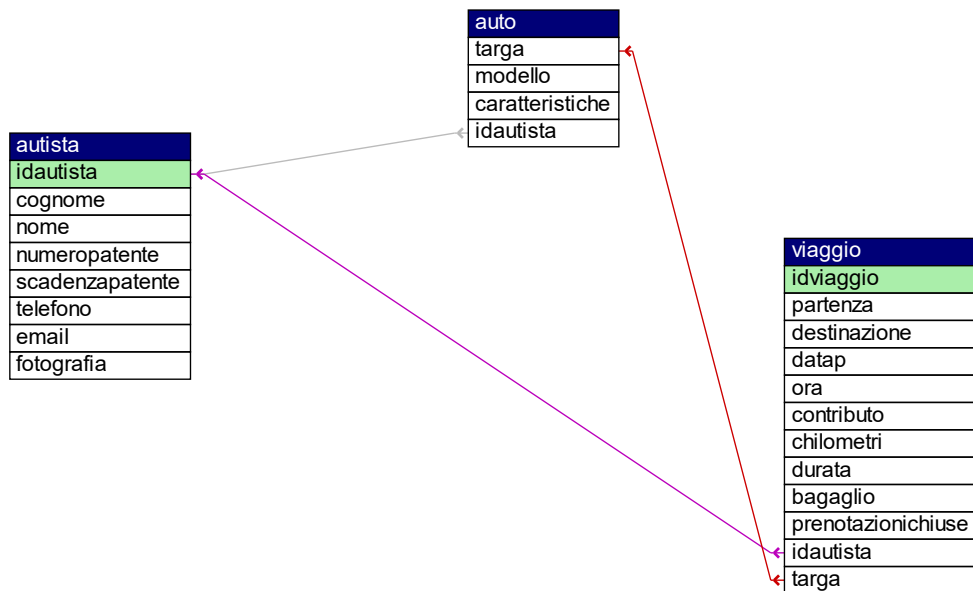 auto
targa
modello
caratteristiche
idautista
autista
idautista
cognome
nome
numeropatente
scadenzapatente
telefono
email
fotografia
viaggio
idviaggio
partenza
destinazione
datap
ora
contributo
chilometri
durata
bagaglio
prenotazionichiuse
idautista
targa